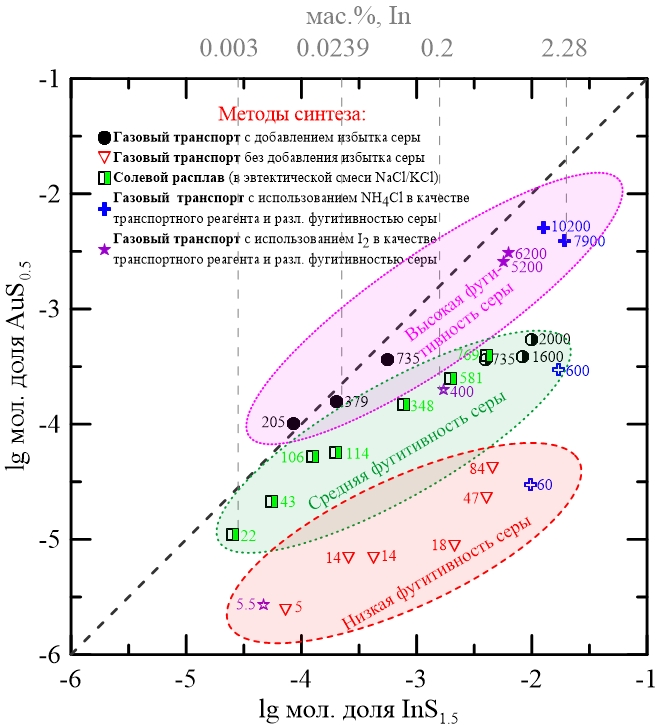 мас.%, In
0.003 0.0239 0.2 2.28
-1
Методы синтеза:
Газовый транспорт с добавлением избытка серы
Газовый транспорт без добавления избытка серы
Солевой расплав (в эвтектической смеси NaCl/KCl)
Газовый транспорт с использованием NH4Cl в качестве
транспортного реагента и разл. фугитивностью серы
Газовый транспорт с использованием I2 в качестве
транспортного реагента и разл. фугитивностью серы
-2
10200
7900
6200
5200
Высокая фуги-
тивность серы
-3
2000
735 769 735 1600
600
581
400
379 348
-4
205
106 114
Средняя фугитивность серы
84
47 60
43
-5
22
18
14 14
Низкая фугитивность серы
5.5 5
-6
-6 -5 -4 -3 -2 -1
lg мол. доля InS1.5
lg мол. доля AuS0.5